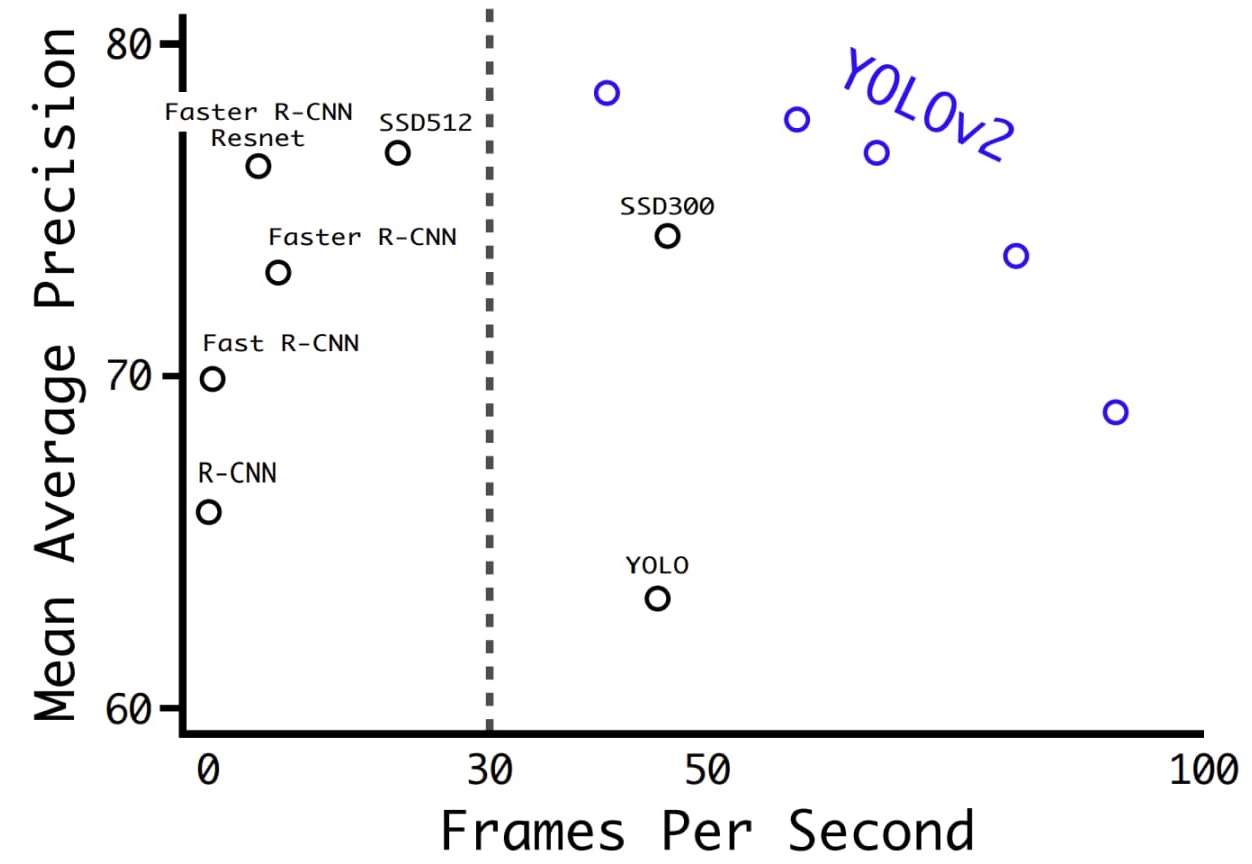 Mean Average Precision
80
70
60
Faster R-CNN
Resnet
SSD512
YOLOv2
SSD300
Faster R-CNN
Fast R-CNN
R-CNN
YOLO
0 30 50 100
Frames Per Second